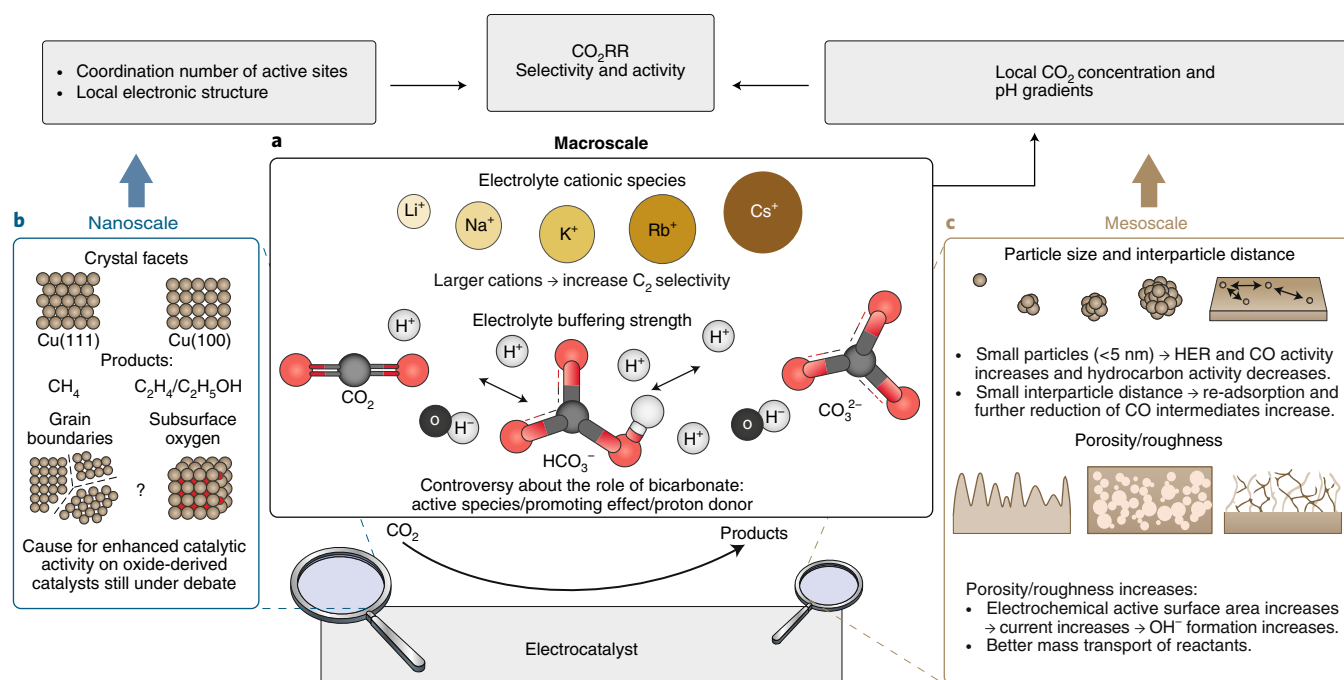 • Coordination number of active sites
• Local electronic structure
CO₂RR
Selectivity and activity
Local CO₂ concentration and
pH gradients
a
Macroscale
Electrolyte cationic species
Li⁺
Na⁺
K⁺
Rb⁺
Cs⁺
Larger cations → increase C₂ selectivity
Electrolyte buffering strength
H⁺
H⁺
H⁺
H⁺
H⁺
CO₂
O
H⁻
HCO₃⁻
O
H⁻
CO₃²⁻
Controversy about the role of bicarbonate:
active species/promoting effect/proton donor
b
Nanoscale
Crystal facets
Cu(111)
Cu(100)
Products:
CH₄
C₂H₄/C₂H₅OH
Grain
boundaries
Subsurface
oxygen
?
Cause for enhanced catalytic
activity on oxide-derived
catalysts still under debate
c
Mesoscale
Particle size and interparticle distance
• Small particles (<5 nm) → HER and CO activity
increases and hydrocarbon activity decreases.
• Small interparticle distance → re-adsorption and
further reduction of CO intermediates increase.
Porosity/roughness
Porosity/roughness increases:
• Electrochemical active surface area increases
→ current increases → OH⁻ formation increases.
• Better mass transport of reactants.
CO₂
Products
Electrocatalyst